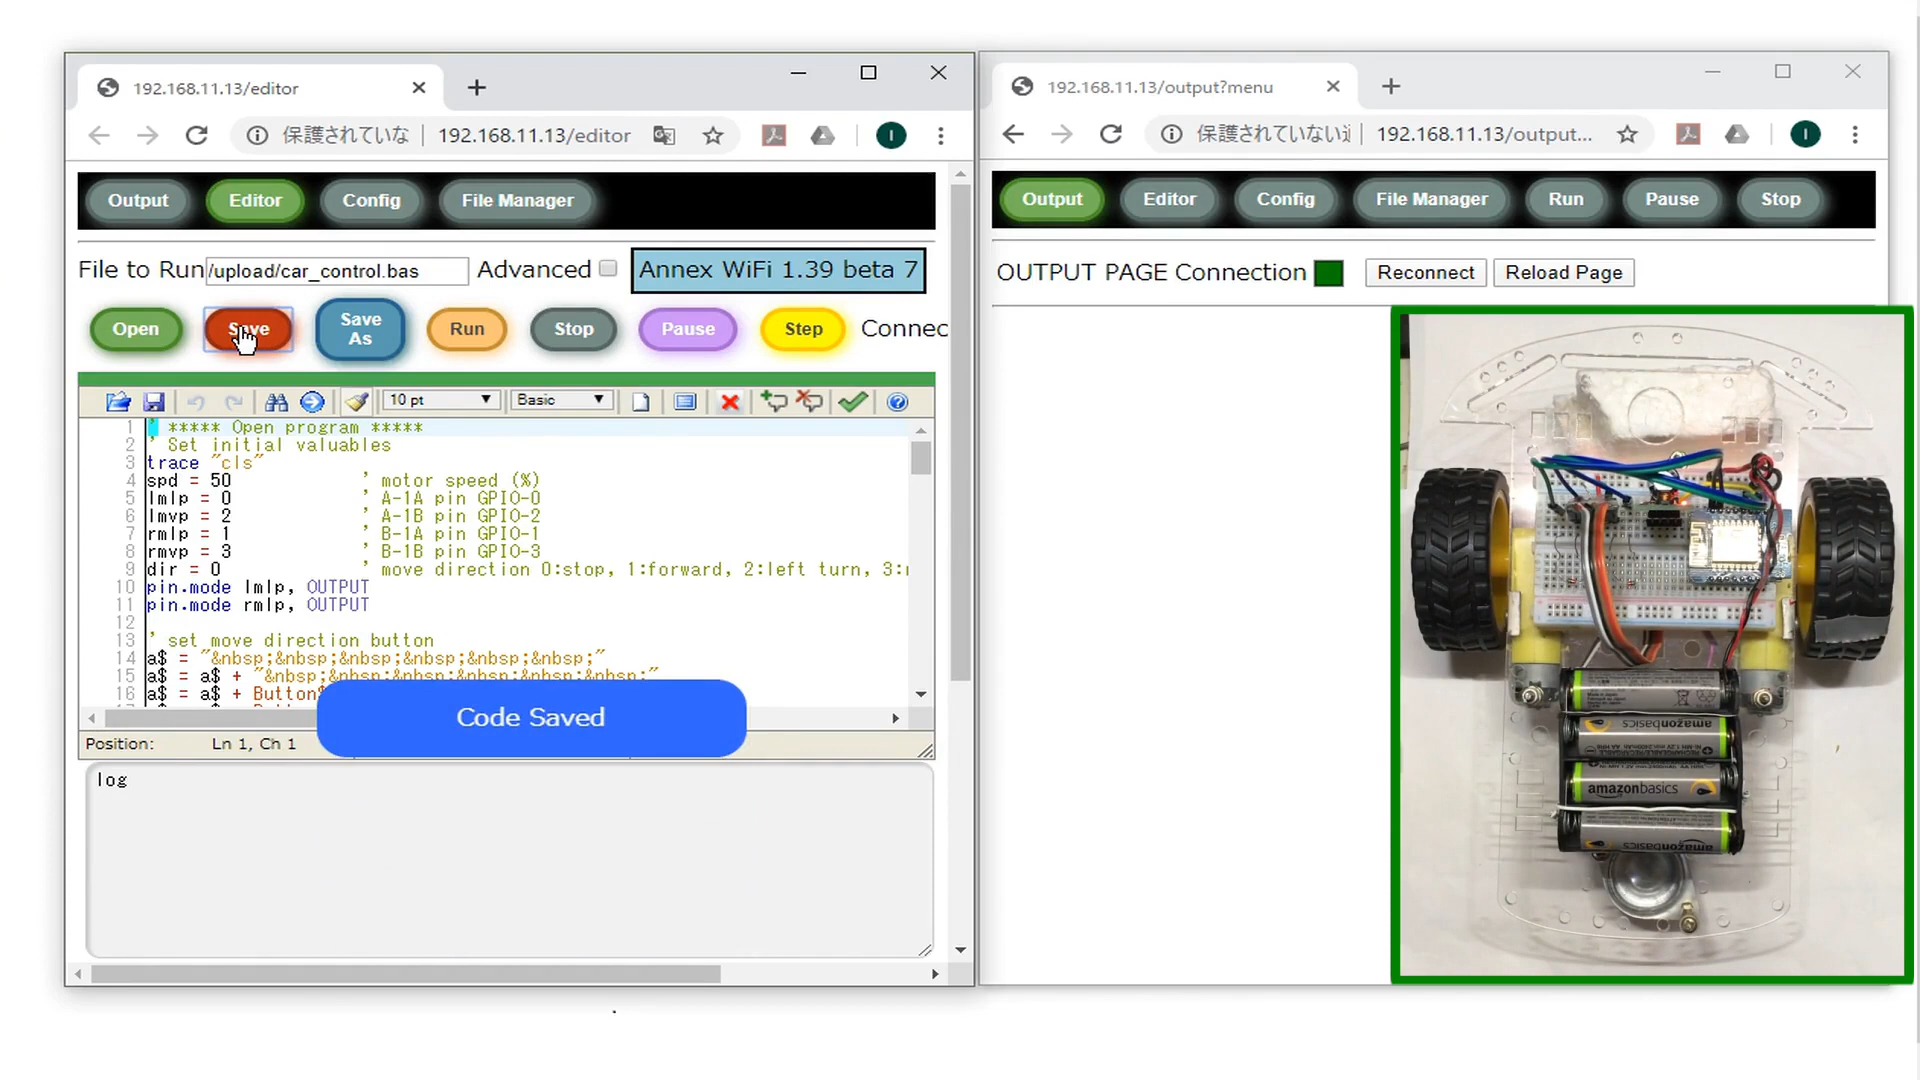 192.168.11.13/editor
保護されていな
192.168.11.13/editor
Output
Editor
Config
File Manager
File to Run
/upload/car_control.bas
Advanced
Annex WiFi 1.39 beta 7
Open
Save
Save As
Run
Stop
Pause
Step
Connec
10 pt
Basic
1 ' ***** Open program *****
2 ' Set initial valuables
3 trace "cls"
4 spd = 50 ' motor speed (%)
5 lmlp = 0 ' A-1A pin GPIO-0
6 lmvp = 2 ' A-1B pin GPIO-2
7 rmlp = 1 ' B-1A pin GPIO-1
8 rmvp = 3 ' B-1B pin GPIO-3
9 dir = 0 ' move direction 0:stop, 1:forward, 2:left turn, 3:
10 pin.mode lmlp, OUTPUT
11 pin.mode rmlp, OUTPUT
12
13 ' set move direction button
14 a$ = "&nbsp;&nbsp;&nbsp;&nbsp;&nbsp;&nbsp;"
15 a$ = a$ + "&nbsp;&nbsp;&nbsp;&nbsp;&nbsp;&nbsp;"
16 a$ = a$ + Button$
Code Saved
Position: Ln 1, Ch 1
log
192.168.11.13/output?menu
保護されていない
192.168.11.13/output...
Output
Editor
Config
File Manager
Run
Pause
Stop
OUTPUT PAGE Connection
Reconnect
Reload Page
amazonbasics
amazonbasics
amazonbasics